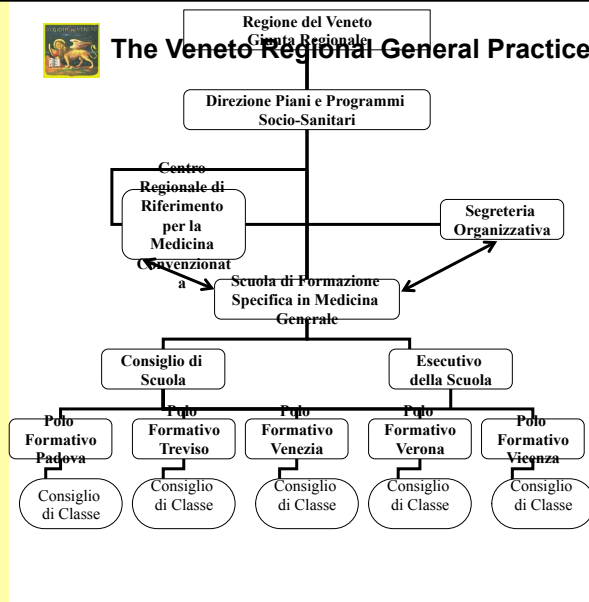 Regione del Veneto
Giunta Regionale
The Veneto Regional General Practice
Direzione Piani e Programmi
Socio-Sanitari
Centro
Regionale di
Riferimento
per la
Medicina
Convenzionat
a
Segreteria
Organizzativa
Scuola di Formazione
Specifica in Medicina
Generale
Consiglio di
Scuola
Esecutivo
della Scuola
Polo
Formativo
Padova
Polo
Formativo
Treviso
Polo
Formativo
Venezia
Polo
Formativo
Verona
Polo
Formativo
Vicenza
Consiglio
di Classe
Consiglio
di Classe
Consiglio
di Classe
Consiglio
di Classe
Consiglio
di Classe